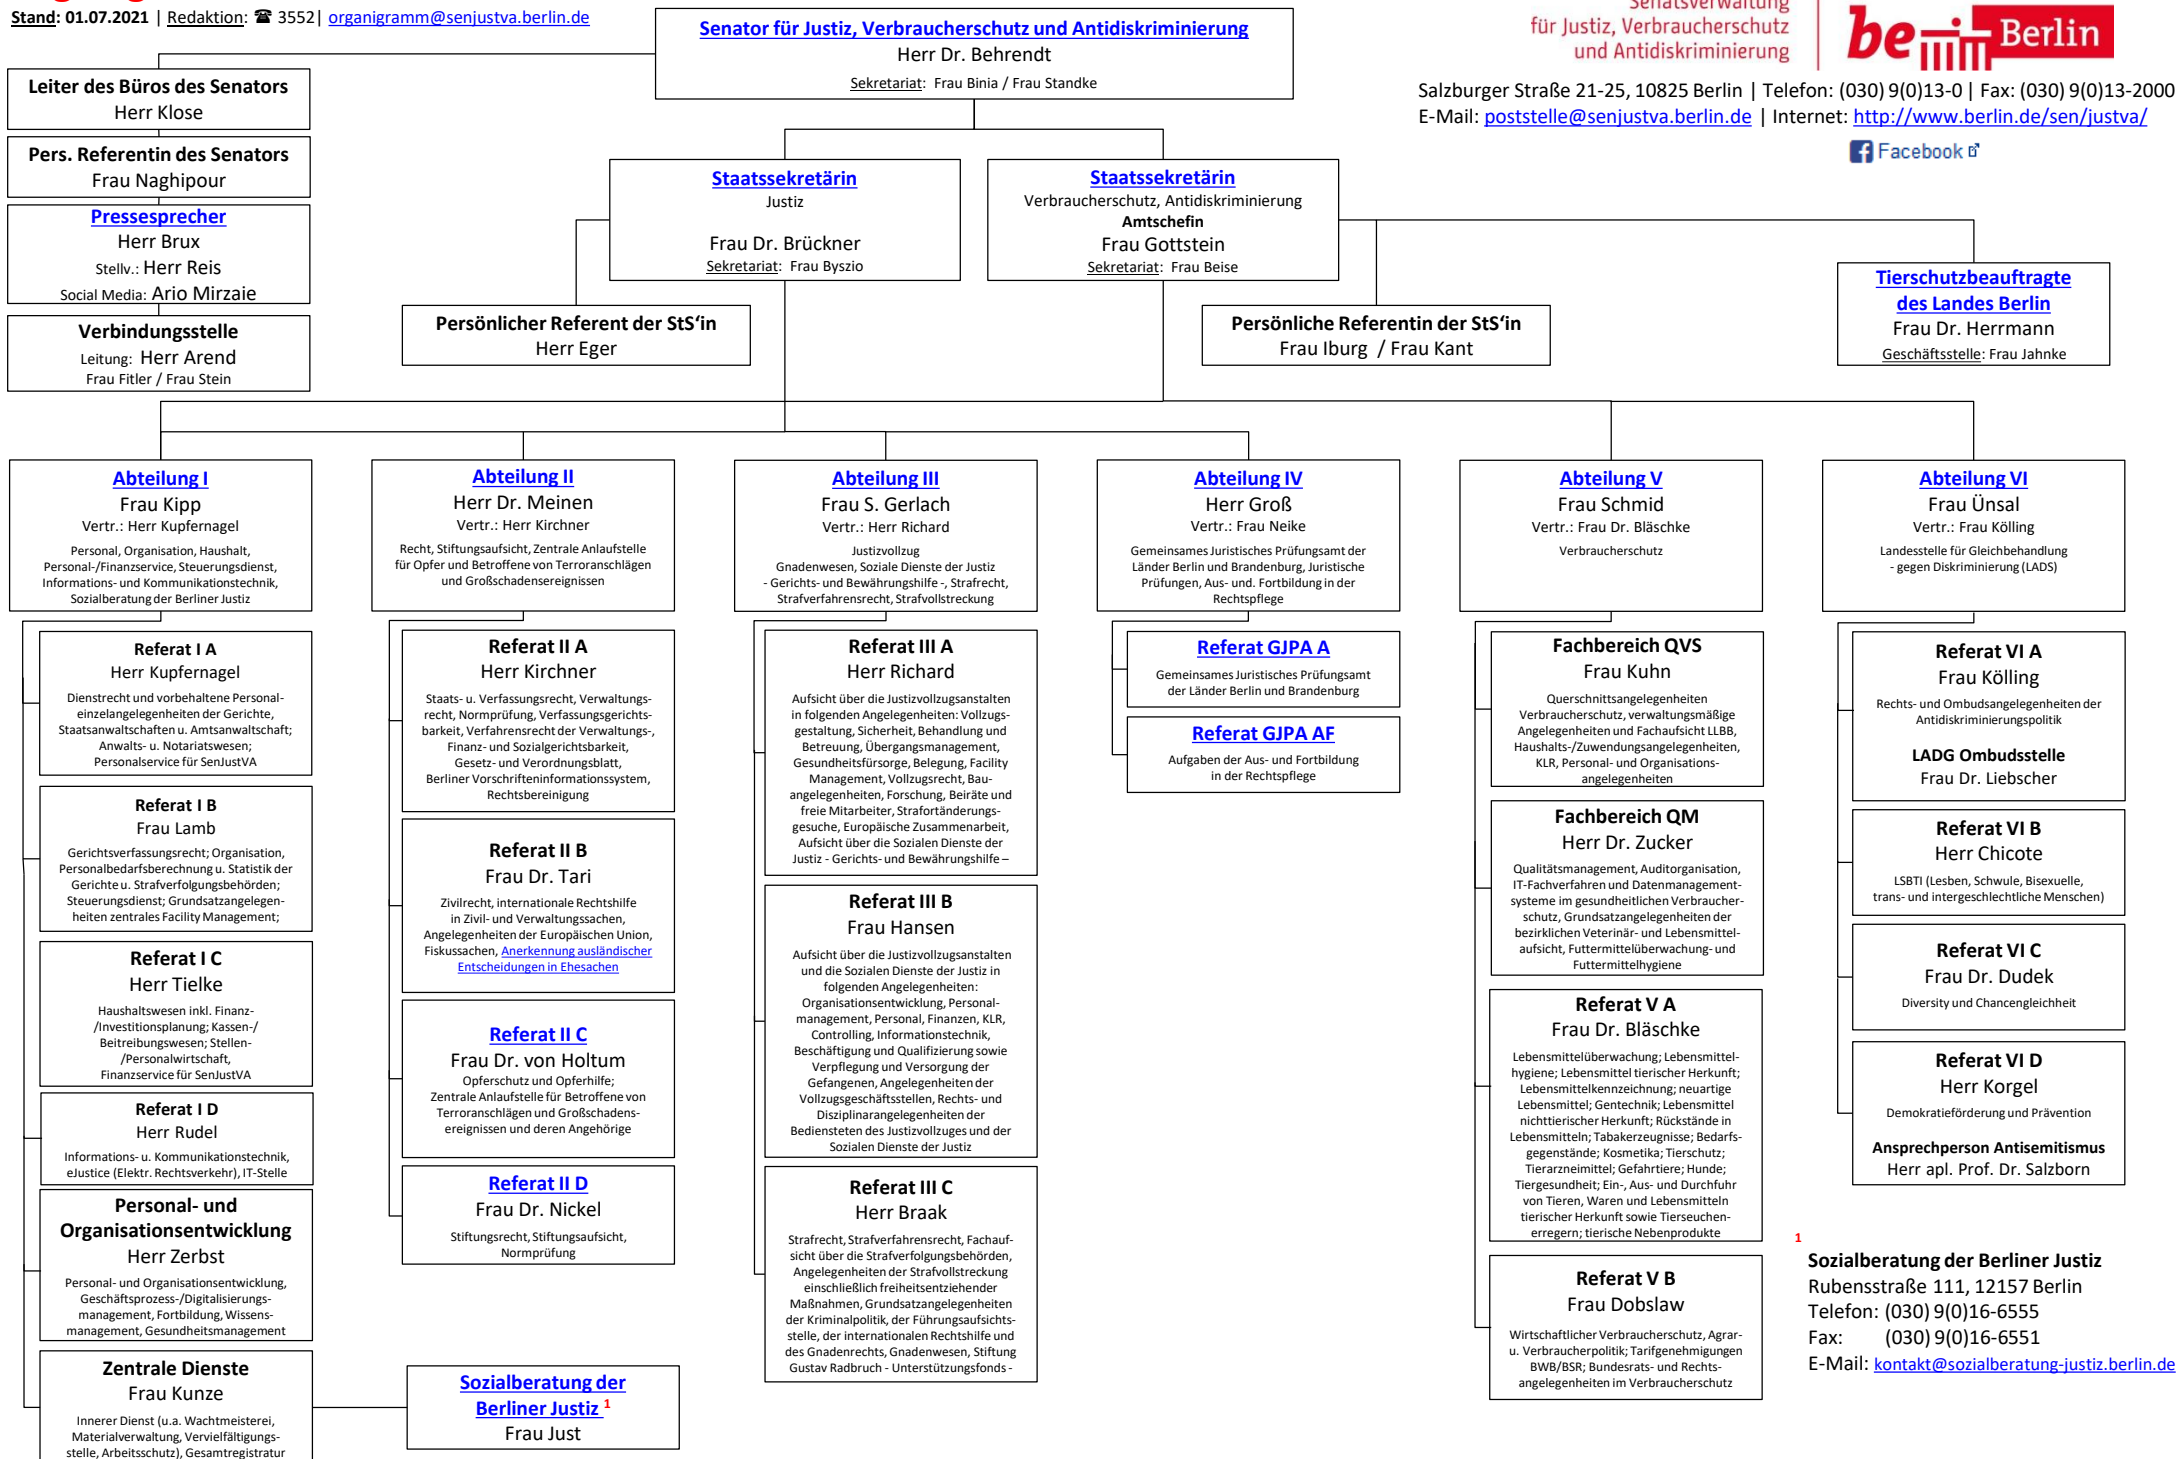 Stand: 01.07.2021 | Redaktion: ☎ 3552| organigramm@senjustva.berlin.de
Senator für Justiz, Verbraucherschutz und Antidiskriminierung
Herr Dr. Behrendt
Sekretariat: Frau Binia / Frau Standke
Senatsverwaltung
für Justiz, Verbraucherschutz
und Antidiskriminierung
be Berlin
Salzburger Straße 21-25, 10825 Berlin | Telefon: (030) 9(0)13-0 | Fax: (030) 9(0)13-2000
E-Mail: poststelle@senjustva.berlin.de | Internet: http://www.berlin.de/sen/justva/
Facebook
Leiter des Büros des Senators
Herr Klose
Pers. Referentin des Senators
Frau Naghipour
Pressesprecher
Herr Brux
Stellv.: Herr Reis
Social Media: Ario Mirzaie
Verbindungsstelle
Leitung: Herr Arend
Frau Fitler / Frau Stein
Staatssekretärin
Justiz
Frau Dr. Brückner
Sekretariat: Frau Byszio
Staatssekretärin
Verbraucherschutz, Antidiskriminierung
Amtschefin
Frau Gottstein
Sekretariat: Frau Beise
Persönlicher Referent der StS‘in
Herr Eger
Persönliche Referentin der StS‘in
Frau Iburg / Frau Kant
Tierschutzbeauftragte
des Landes Berlin
Frau Dr. Herrmann
Geschäftsstelle: Frau Jahnke
Abteilung I
Frau Kipp
Vertr.: Herr Kupfernagel
Personal, Organisation, Haushalt,
Personal-/Finanzservice, Steuerungsdienst,
Informations- und Kommunikationstechnik,
Sozialberatung der Berliner Justiz
Referat I A
Herr Kupfernagel
Dienstrecht und vorbehaltene Personal-
einzelangelegenheiten der Gerichte,
Staatsanwaltschaften u. Amtsanwaltschaft;
Anwalts- u. Notariatswesen;
Personalservice für SenJustVA
Referat I B
Frau Lamb
Gerichtsverfassungsrecht; Organisation,
Personalbedarfsberechnung u. Statistik der
Gerichte u. Strafverfolgungsbehörden;
Steuerungsdienst; Grundsatzangelegen-
heiten zentrales Facility Management;
Referat I C
Herr Tielke
Haushaltswesen inkl. Finanz-
/Investitionsplanung; Kassen-/
Beitreibungswesen; Stellen-
/Personalwirtschaft,
Finanzservice für SenJustVA
Referat I D
Herr Rudel
Informations- u. Kommunikationstechnik,
eJustice (Elektr. Rechtsverkehr), IT-Stelle
Personal- und
Organisationsentwicklung
Herr Zerbst
Personal- und Organisationsentwicklung,
Geschäftsprozess-/Digitalisierungs-
management, Fortbildung, Wissens-
management, Gesundheitsmanagement
Zentrale Dienste
Frau Kunze
Innerer Dienst (u.a. Wachtmeisterei,
Materialverwaltung, Vervielfältigungs-
stelle, Arbeitsschutz), Gesamtregistratur
Sozialberatung der
Berliner Justiz 1
Frau Just
Abteilung II
Herr Dr. Meinen
Vertr.: Herr Kirchner
Recht, Stiftungsaufsicht, Zentrale Anlaufstelle
für Opfer und Betroffene von Terroranschlägen
und Großschadensereignissen
Referat II A
Herr Kirchner
Staats- u. Verfassungsrecht, Verwaltungs-
recht, Normprüfung, Verfassungsgerichts-
barkeit, Verfahrensrecht der Verwaltungs-,
Finanz- und Sozialgerichtsbarkeit,
Gesetz- und Verordnungsblatt,
Berliner Vorschrifteninformationssystem,
Rechtsbereinigung
Referat II B
Frau Dr. Tari
Zivilrecht, internationale Rechtshilfe
in Zivil- und Verwaltungssachen,
Angelegenheiten der Europäischen Union,
Fiskussachen, Anerkennung ausländischer
Entscheidungen in Ehesachen
Referat II C
Frau Dr. von Holtum
Opferschutz und Opferhilfe;
Zentrale Anlaufstelle für Betroffene von
Terroranschlägen und Großschadens-
ereignissen und deren Angehörige
Referat II D
Frau Dr. Nickel
Stiftungsrecht, Stiftungsaufsicht,
Normprüfung
Abteilung III
Frau S. Gerlach
Vertr.: Herr Richard
Justizvollzug
Gnadenwesen, Soziale Dienste der Justiz
- Gerichts- und Bewährungshilfe -, Strafrecht,
Strafverfahrensrecht, Strafvollstreckung
Referat III A
Herr Richard
Aufsicht über die Justizvollzugsanstalten
in folgenden Angelegenheiten: Vollzugs-
gestaltung, Sicherheit, Behandlung und
Betreuung, Übergangsmanagement,
Gesundheitsfürsorge, Belegung, Facility
Management, Vollzugsrecht, Bau-
angelegenheiten, Forschung, Beiräte und
freie Mitarbeiter, Strafortänderungs-
gesuche, Europäische Zusammenarbeit,
Aufsicht über die Sozialen Dienste der
Justiz - Gerichts- und Bewährungshilfe –
Referat III B
Frau Hansen
Aufsicht über die Justizvollzugsanstalten
und die Sozialen Dienste der Justiz in
folgenden Angelegenheiten:
Organisationsentwicklung, Personal-
management, Personal, Finanzen, KLR,
Controlling, Informationstechnik,
Beschäftigung und Qualifizierung sowie
Verpflegung und Versorgung der
Gefangenen, Angelegenheiten der
Vollzugsgeschäftsstellen, Rechts- und
Disziplinarangelegenheiten der
Bediensteten des Justizvollzuges und der
Sozialen Dienste der Justiz
Referat III C
Herr Braak
Strafrecht, Strafverfahrensrecht, Fachauf-
sicht über die Strafverfolgungsbehörden,
Angelegenheiten der Strafvollstreckung
einschließlich freiheitsentziehender
Maßnahmen, Grundsatzangelegenheiten
der Kriminalpolitik, der Führungsaufsichts-
stelle, der internationalen Rechtshilfe und
des Gnadenrechts, Gnadenwesen, Stiftung
Gustav Radbruch - Unterstützungsfonds -
Abteilung IV
Herr Groß
Vertr.: Frau Neike
Gemeinsames Juristisches Prüfungsamt der
Länder Berlin und Brandenburg, Juristische
Prüfungen, Aus- und. Fortbildung in der
Rechtspflege
Referat GJPA A
Gemeinsames Juristisches Prüfungsamt
der Länder Berlin und Brandenburg
Referat GJPA AF
Aufgaben der Aus- und Fortbildung
in der Rechtspflege
Abteilung V
Frau Schmid
Vertr.: Frau Dr. Bläschke
Verbraucherschutz
Fachbereich QVS
Frau Kuhn
Querschnittsangelegenheiten
Verbraucherschutz, verwaltungsmäßige
Angelegenheiten und Fachaufsicht LLBB,
Haushalts-/Zuwendungsangelegenheiten,
KLR, Personal- und Organisations-
angelegenheiten
Fachbereich QM
Herr Dr. Zucker
Qualitätsmanagement, Auditorganisation,
IT-Fachverfahren und Datenmanagement-
systeme im gesundheitlichen Verbraucher-
schutz, Grundsatzangelegenheiten der
bezirklichen Veterinär- und Lebensmittel-
aufsicht, Futtermittelüberwachung- und
Futtermittelhygiene
Referat V A
Frau Dr. Bläschke
Lebensmittelüberwachung; Lebensmittel-
hygiene; Lebensmittel tierischer Herkunft;
Lebensmittelkennzeichnung; neuartige
Lebensmittel; Gentechnik; Lebensmittel
nichttierischer Herkunft; Rückstände in
Lebensmitteln; Tabakerzeugnisse; Bedarfs-
gegenstände; Kosmetika; Tierschutz;
Tierarzneimittel; Gefahrtiere; Hunde;
Tiergesundheit; Ein-, Aus- und Durchfuhr
von Tieren, Waren und Lebensmitteln
tierischer Herkunft sowie Tierseuchen-
erregern; tierische Nebenprodukte
Referat V B
Frau Dobslaw
Wirtschaftlicher Verbraucherschutz, Agrar-
u. Verbraucherpolitik; Tarifgenehmigungen
BWB/BSR; Bundesrats- und Rechts-
angelegenheiten im Verbraucherschutz
Abteilung VI
Frau Ünsal
Vertr.: Frau Kölling
Landesstelle für Gleichbehandlung
- gegen Diskriminierung (LADS)
Referat VI A
Frau Kölling
Rechts- und Ombudsangelegenheiten der
Antidiskriminierungspolitik
LADG Ombudsstelle
Frau Dr. Liebscher
Referat VI B
Herr Chicote
LSBTI (Lesben, Schwule, Bisexuelle,
trans- und intergeschlechtliche Menschen)
Referat VI C
Frau Dr. Dudek
Diversity und Chancengleichheit
Referat VI D
Herr Korgel
Demokratieförderung und Prävention
Ansprechperson Antisemitismus
Herr apl. Prof. Dr. Salzborn
1
Sozialberatung der Berliner Justiz
Rubensstraße 111, 12157 Berlin
Telefon: (030) 9(0)16-6555
Fax: (030) 9(0)16-6551
E-Mail: kontakt@sozialberatung-justiz.berlin.de